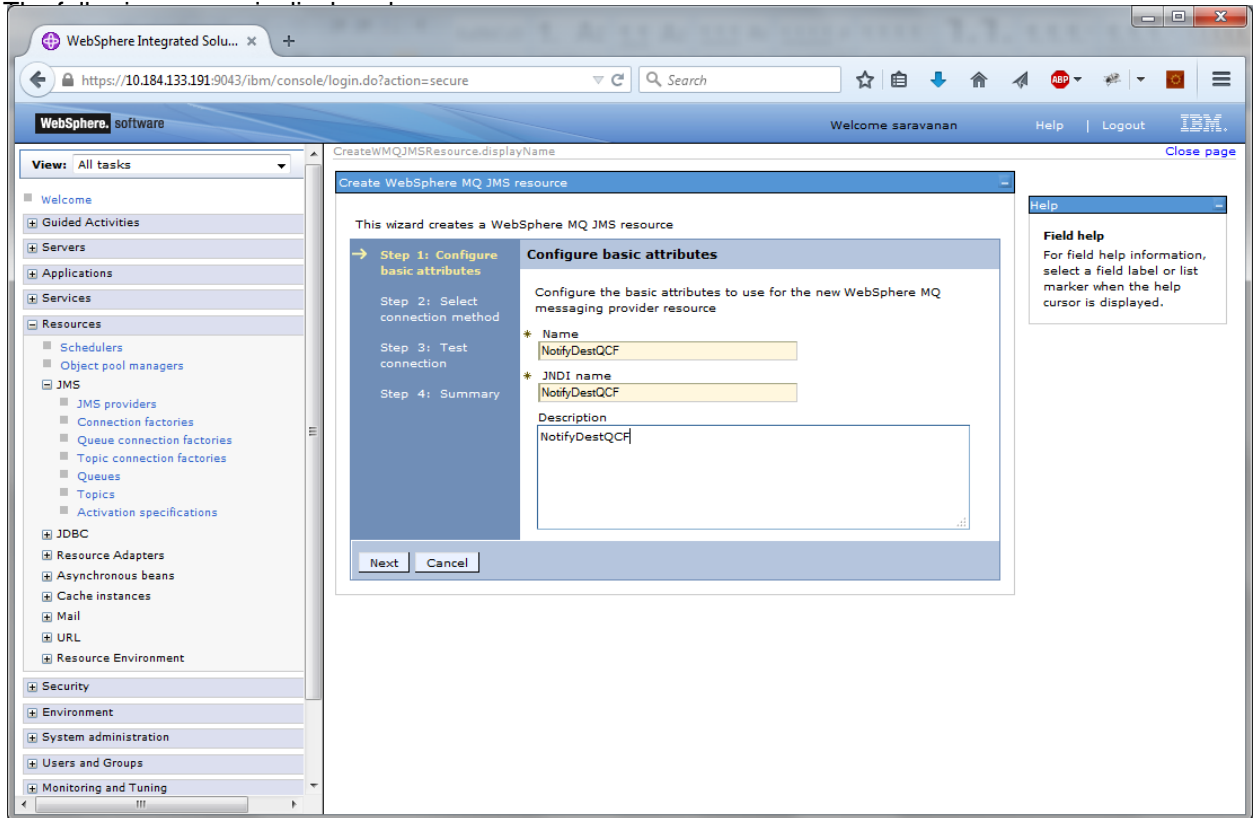 WebSphere Integrated Solu...
https://10.184.133.191:9043/ibm/console/login.do?action=secure
Search
ABP
WebSphere. software
Welcome saravanan
Help | Logout
IBM.
View: All tasks
Welcome
Guided Activities
Servers
Applications
Services
Resources
Schedulers
Object pool managers
JMS
JMS providers
Connection factories
Queue connection factories
Topic connection factories
Queues
Topics
Activation specifications
JDBC
Resource Adapters
Asynchronous beans
Cache instances
Mail
URL
Resource Environment
Security
Environment
System administration
Users and Groups
Monitoring and Tuning
CreateWMQJMSResource.displayName
Close page
Create WebSphere MQ JMS resource
This wizard creates a WebSphere MQ JMS resource
Step 1: Configure
basic attributes
Step 2: Select
connection method
Step 3: Test
connection
Step 4: Summary
Configure basic attributes
Configure the basic attributes to use for the new WebSphere MQ
messaging provider resource
* Name
NotifyDestQCF
* JNDI name
NotifyDestQCF
Description
NotifyDestQCF
Next
Cancel
Help
Field help
For field help information,
select a field label or list
marker when the help
cursor is displayed.